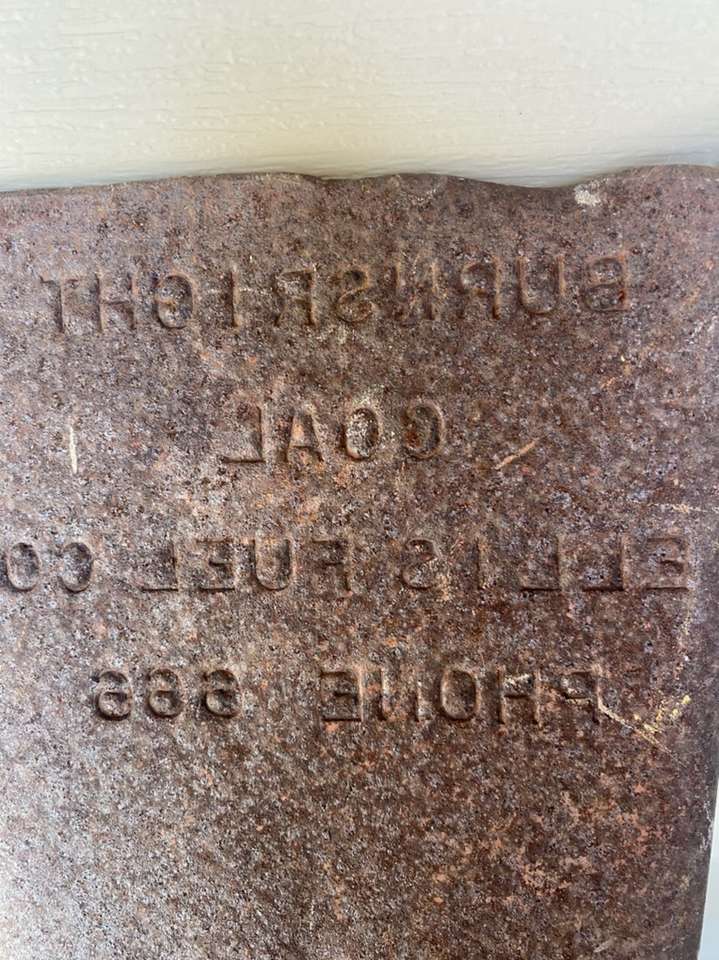 BURNSRIGHT
COAL
ELLIS FUEL CO
PHONE 666